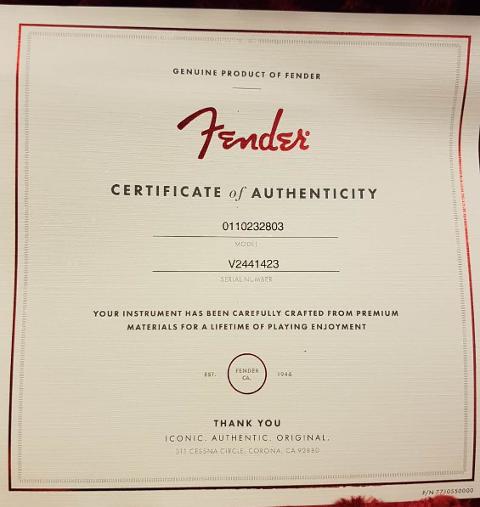 GENUINE PRODUCT OF FENDER
Fender
CERTIFICATE of AUTHENTICITY
0110232803
MODEL
V2441423
SERIAL NUMBER
YOUR INSTRUMENT HAS BEEN CAREFULLY CRAFTED FROM PREMIUM
MATERIALS FOR A LIFETIME OF PLAYING ENJOYMENT
EST. FENDER CA. 1946
THANK YOU
ICONIC. AUTHENTIC. ORIGINAL.
311 CESSNA CIRCLE, CORONA, CA 92880
P/N 7710550000